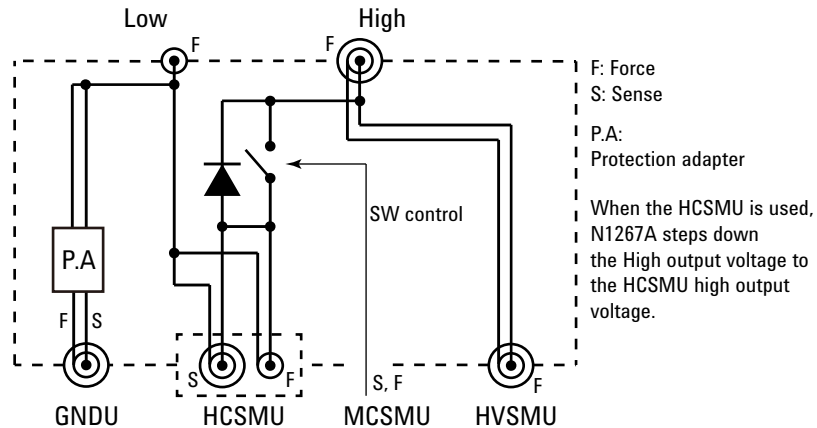 Low
High
F
F
F: Force
S: Sense
P.A:
Protection adapter
When the HCSMU is used,
N1267A steps down
the High output voltage to
the HCSMU high output
voltage.
SW control
P.A
F
S
S
F
S, F
F
GNDU
HCSMU
MCSMU
HVSMU